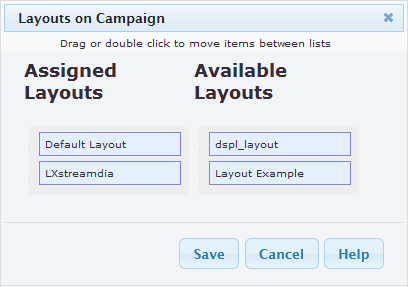 Layouts on Campaign
Drag or double click to move items between lists
Assigned Layouts
Available Layouts
Default Layout
LXstreamdia
dspl_layout
Layout Example
Save
Cancel
Help